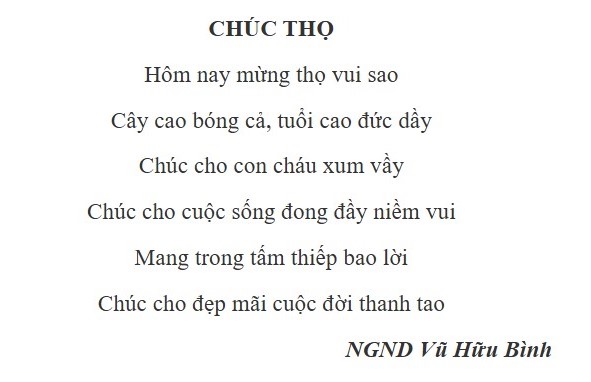 CHÚC THỌ
Hôm nay mừng thọ vui sao
Cây cao bóng cả, tuổi cao đức dầy
Chúc cho con cháu xum vầy
Chúc cho cuộc sống đong đầy niềm vui
Mang trong tấm thiếp bao lời
Chúc cho đẹp mãi cuộc đời thanh tao
NGND Vũ Hữu Bình